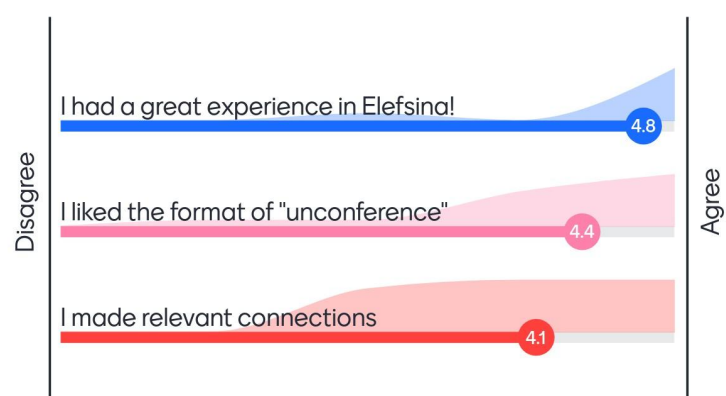 I had a great experience in Elefsina!
4.8
I liked the format of "unconference"
4.4
I made relevant connections
4.1
Disagree
Agree